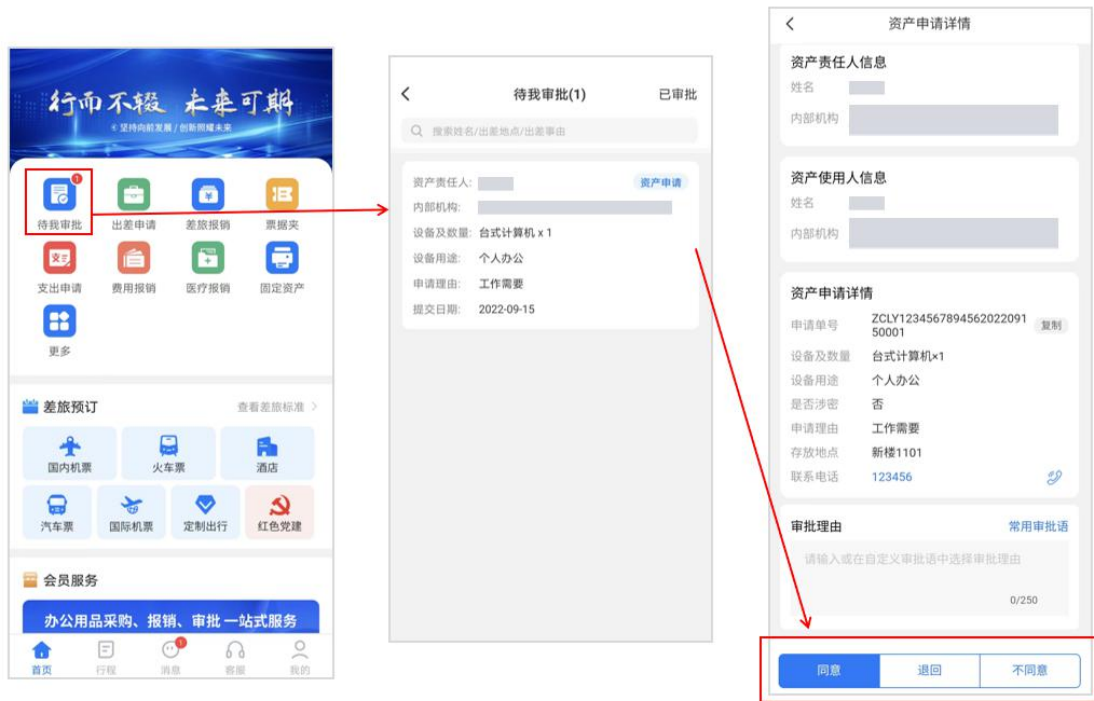 行而不辍 未来可期
坚持向前发展 / 创新照耀未来
1
待我审批 出差申请 差旅报销 票据夹
支出申请 费用报销 医疗报销 固定资产
更多
差旅预订 查看差旅标准 >
国内机票 火车票 酒店
汽车票 国际机票 定制出行 红色党建
会员服务
办公用品采购、报销、审批 一站式服务
1
首页 行程 消息 客服 我的
待我审批(1) 已审批
搜索姓名/出差地点/出差事由
资产责任人: 资产申请
内部机构:
设备及数量: 台式计算机 x 1
设备用途: 个人办公
申请理由: 工作需要
提交日期: 2022-09-15
资产申请详情
资产责任人信息
姓名
内部机构
资产使用人信息
姓名
内部机构
资产申请详情
申请单号 ZCLY1234567894562022091
50001 复制
设备及数量 台式计算机×1
设备用途 个人办公
是否涉密 否
申请理由 工作需要
存放地点 新楼1101
联系电话 123456
审批理由 常用审批语
请输入或在自定义审批语中选择审批理由
0/250
同意 退回 不同意